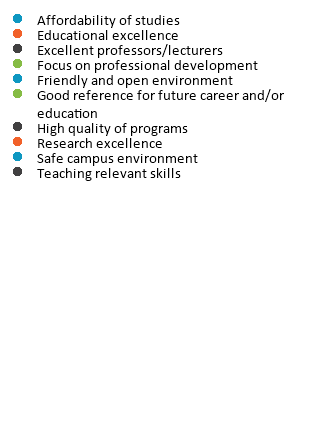 Affordability of studies
Educational excellence
Excellent professors/lecturers
Focus on professional development
Friendly and open environment
Good reference for future career and/or
education
High quality of programs
Research excellence
Safe campus environment
Teaching relevant skills